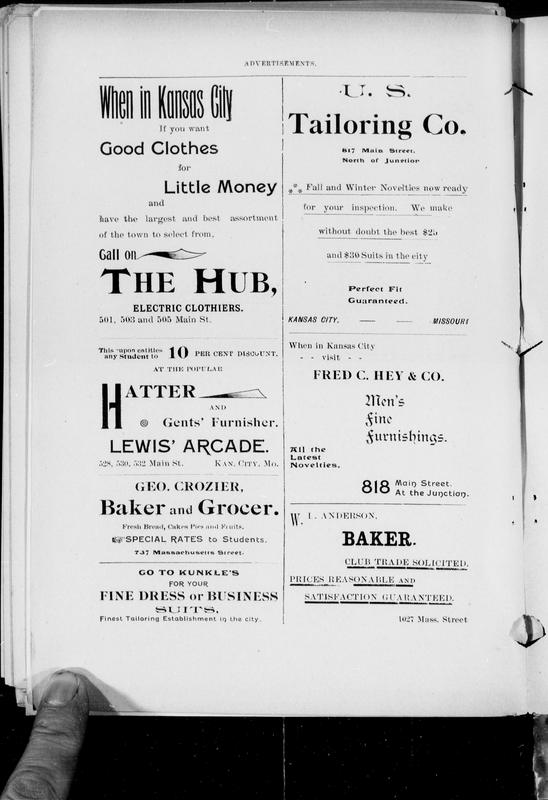 ADVERTISEMENTS.
When in Kansas City
If you want
Good Clothes
for
Little Money
and
have the largest and best assortment
of the town to select from,
Call on
THE HUB,
ELECTRIC CLOTHIERS.
501, 503 and 505 Main St.
This upon entitles
any Student to 10 PER CENT DISCOUNT.
AT THE POPULAR
HATTER
AND
Gents' Furnisher.
LEWIS' ARCADE.
528, 530, 532 Main St. KAN. CITY, MO.
GEO. CROZIER,
Baker and Grocer.
Fresh Bread, Cakes Pies and Fruits.
☞SPECIAL RATES to Students.
737 Massachusetts Street.
GO TO KUNKLE'S
FOR YOUR
FINE DRESS or BUSINESS
SUITS,
Finest Tailoring Establishment in the city.
U. S.
Tailoring Co.
817 Main Street.
North of Junction
Fall and Winter Novelties now ready
for your inspection. We make
without doubt the best $25
and $30 Suits in the city
Perfect Fit
Guaranteed.
KANSAS CITY, — — MISSOURI
When in Kansas City
- - visit - -
FRED C. HEY & CO.
Men's
Fine
Furnishings.
All the
Latest
Novelties.
818 Main Street.
At the Junction.
W. I. ANDERSON,
BAKER.
CLUB TRADE SOLICITED.
PRICES REASONABLE AND
SATISFACTION GUARANTEED.
1027 Mass. Street